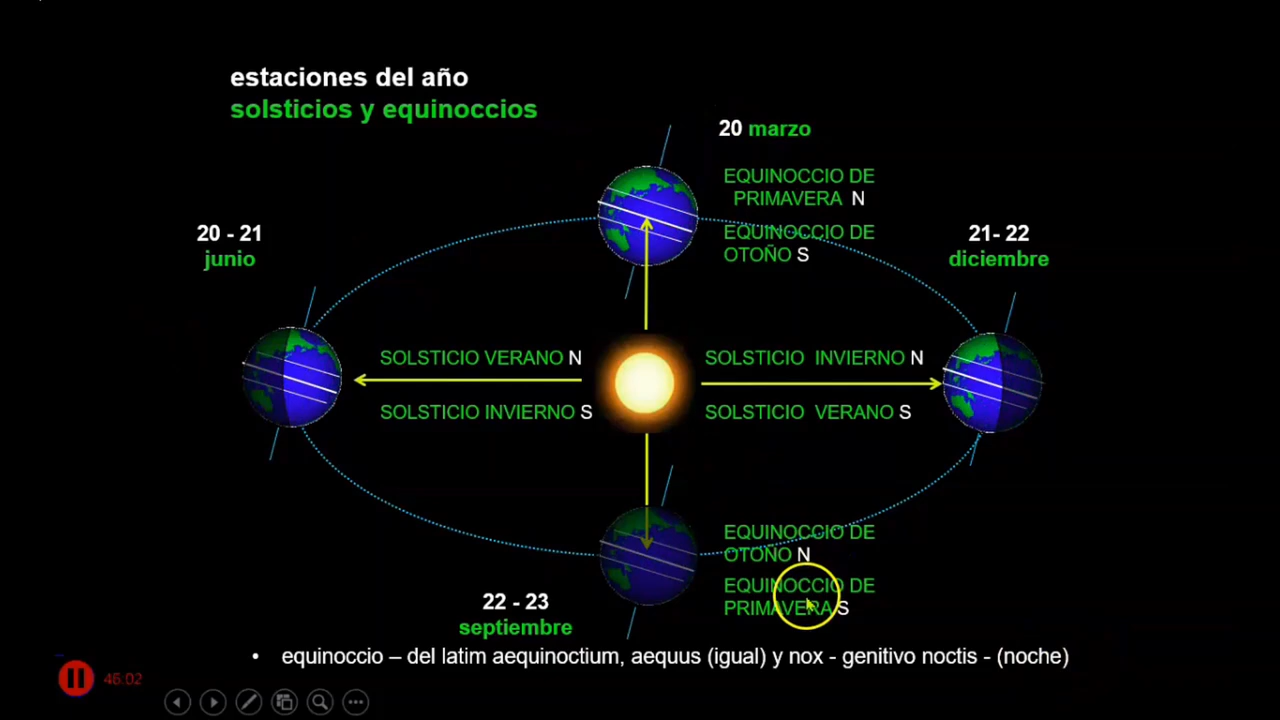 estaciones del año
solsticios y equinoccios
20 marzo
EQUINOCCIO DE
PRIMAVERA N
EQUINOCCIO DE
OTOÑO S
20 - 21
junio
21- 22
diciembre
SOLSTICIO VERANO N
SOLSTICIO INVIERNO N
SOLSTICIO INVIERNO S
SOLSTICIO VERANO S
EQUINOCCIO DE
OTOÑO N
EQUINOCCIO DE
PRIMAVERA S
22 - 23
septiembre
• equinoccio – del latim aequinoctium, aequus (igual) y nox - genitivo noctis - (noche)
46:02